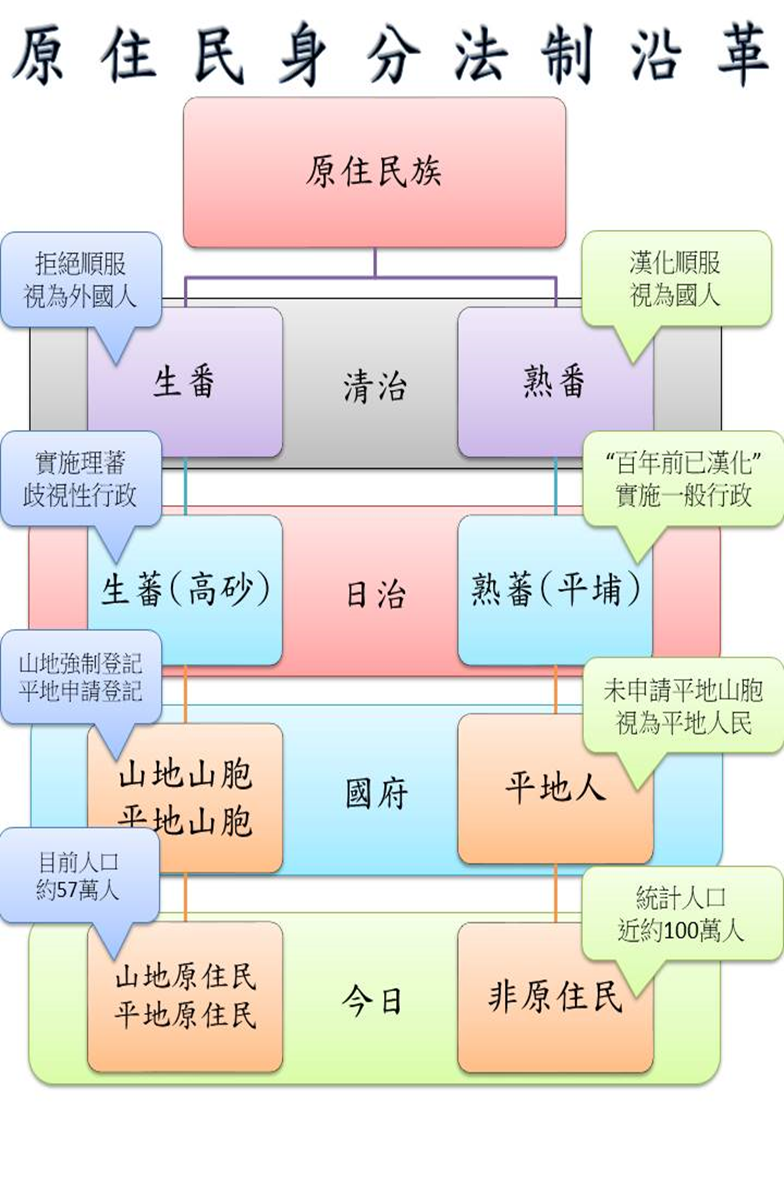 原住民身分法制沿革
原住民族
拒絕順服
視為外國人
漢化順服
視為國人
生番
清治
熟番
實施理蕃
歧視性行政
“百年前已漢化”
實施一般行政
生蕃(高砂)
日治
熟蕃(平埔)
山地強制登記
平地申請登記
未申請平地山胞
視為平地人民
山地山胞
平地山胞
國府
平地人
目前人口
約57萬人
統計人口
近約100萬人
山地原住民
平地原住民
今日
非原住民